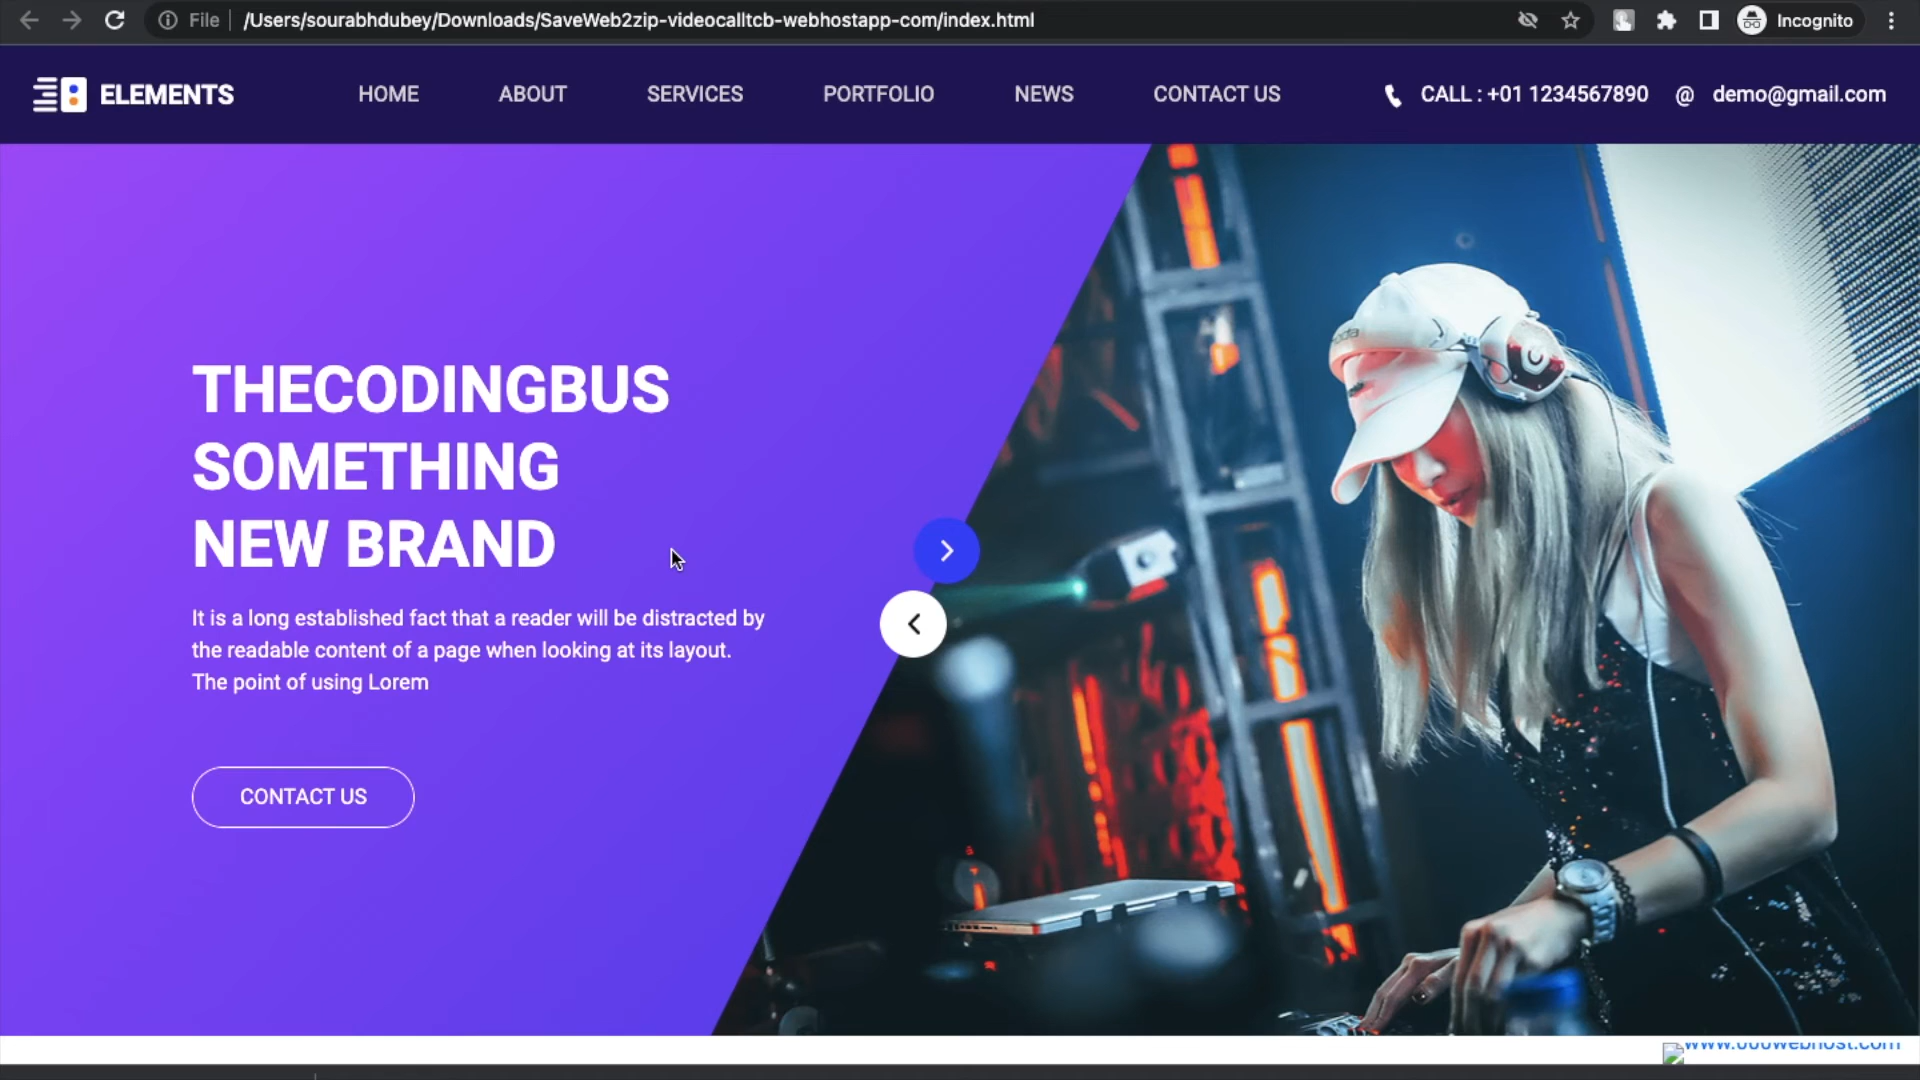 File
/Users/sourabhdubey/Downloads/SaveWeb2zip-videocalltcb-webhostapp-com/index.html
Incognito
ELEMENTS
HOME
ABOUT
SERVICES
PORTFOLIO
NEWS
CONTACT US
CALL : +01 1234567890
@ demo@gmail.com
THECODINGBUS
SOMETHING
NEW BRAND
It is a long established fact that a reader will be distracted by
the readable content of a page when looking at its layout.
The point of using Lorem
CONTACT US
www.000webhost.com